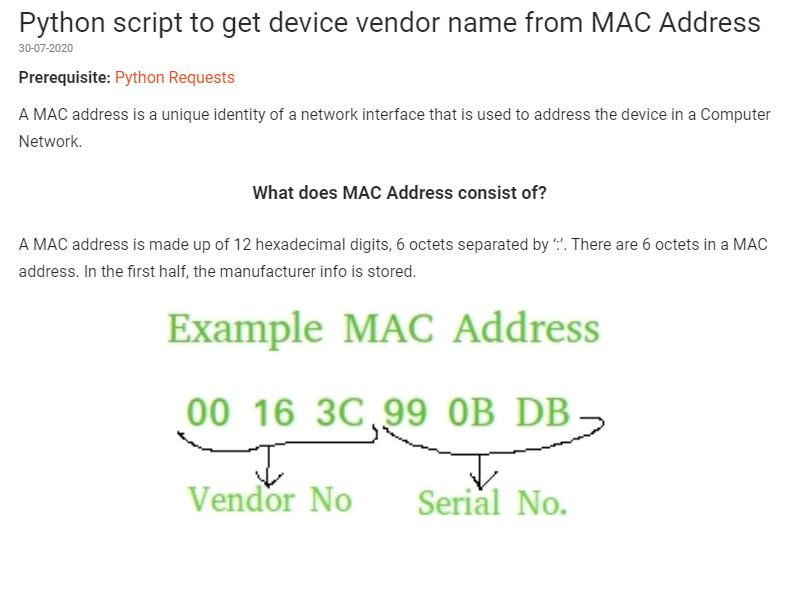 Python script to get device vendor name from MAC Address
30-07-2020
Prerequisite: Python Requests
A MAC address is a unique identity of a network interface that is used to address the device in a Computer
Network.
What does MAC Address consist of?
A MAC address is made up of 12 hexadecimal digits, 6 octets separated by ‘:’. There are 6 octets in a MAC
address. In the first half, the manufacturer info is stored.
Example MAC Address
00 16 3C 99 0B DB
Vendor No Serial No.